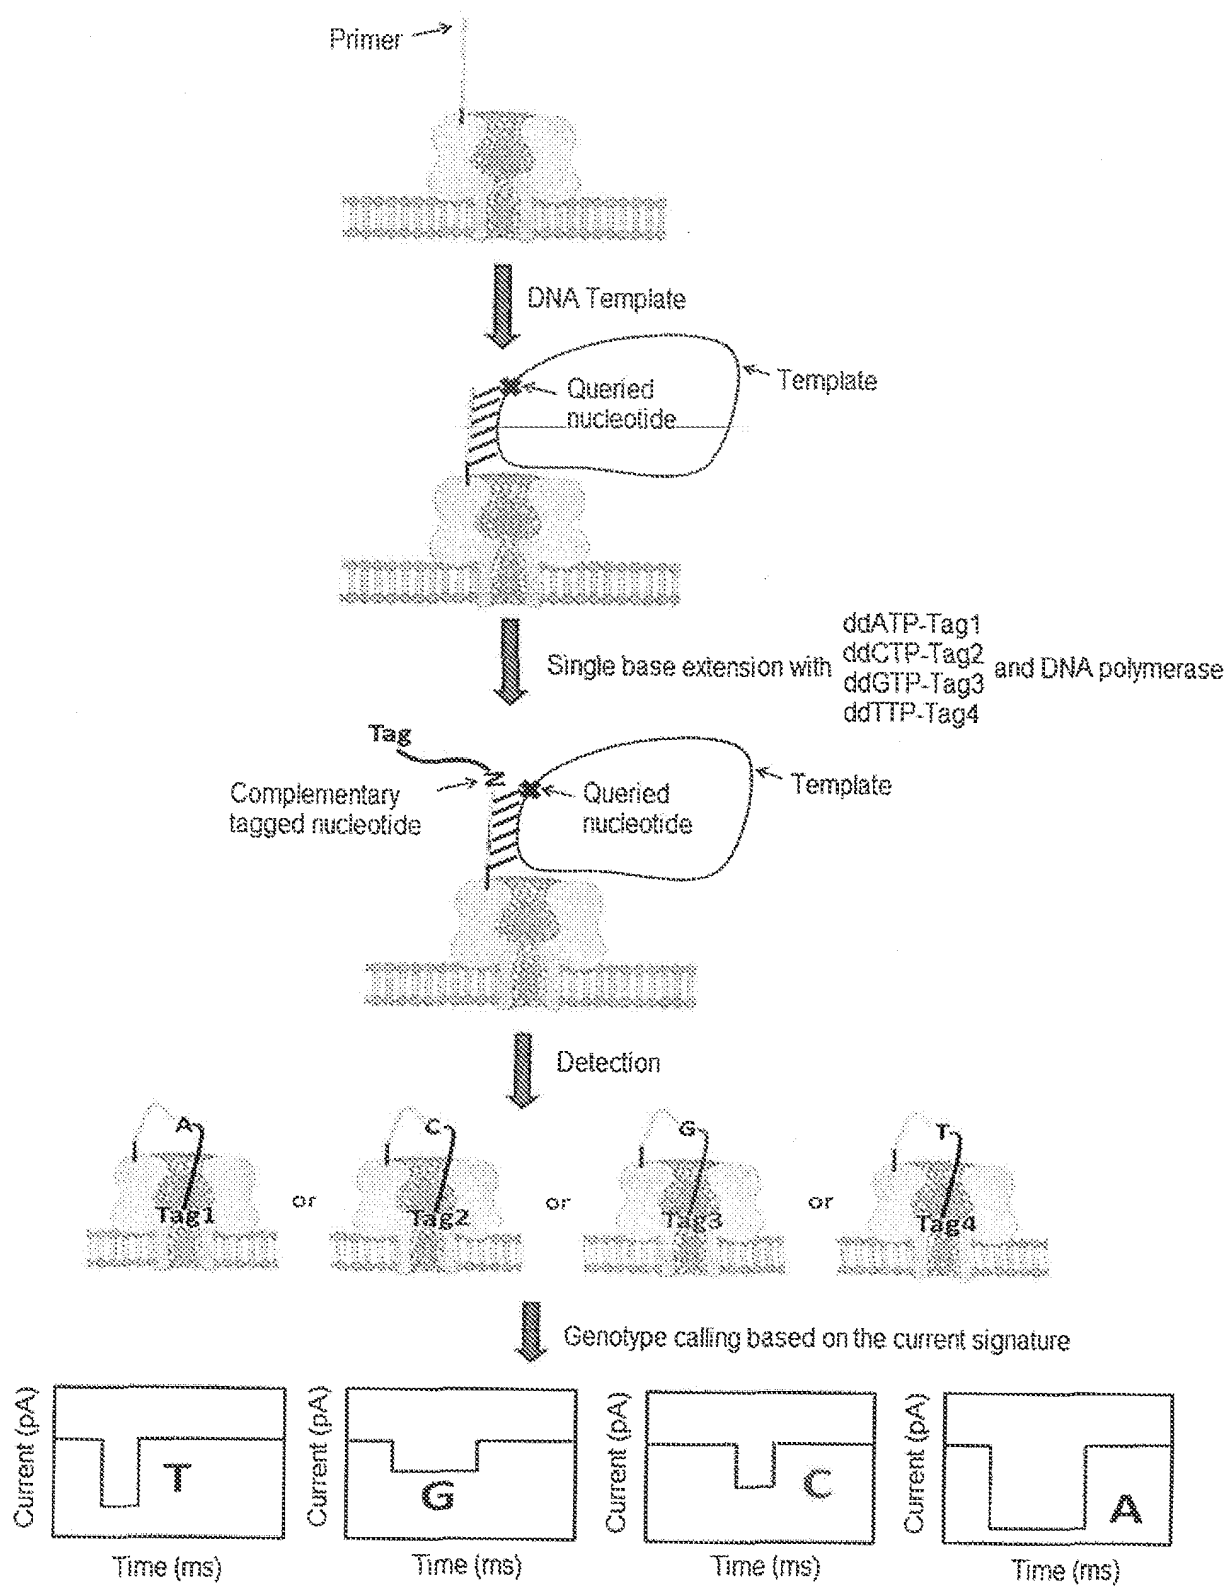 Primer
DNA Template
Queried
nucleotide
Template
Single base extension with
ddATP-Tag1
ddCTP-Tag2
ddGTP-Tag3
ddTTP-Tag4
and DNA polymerase
Tag
Complementary
tagged nucleotide
Queried
nucleotide
Template
Detection
A
Tag1
or
C
Tag2
or
G
Tag3
or
T
Tag4
Genotype calling based on the current signature
Current (pA)
T
Time (ms)
Current (pA)
G
Time (ms)
Current (pA)
C
Time (ms)
Current (pA)
A
Time (ms)